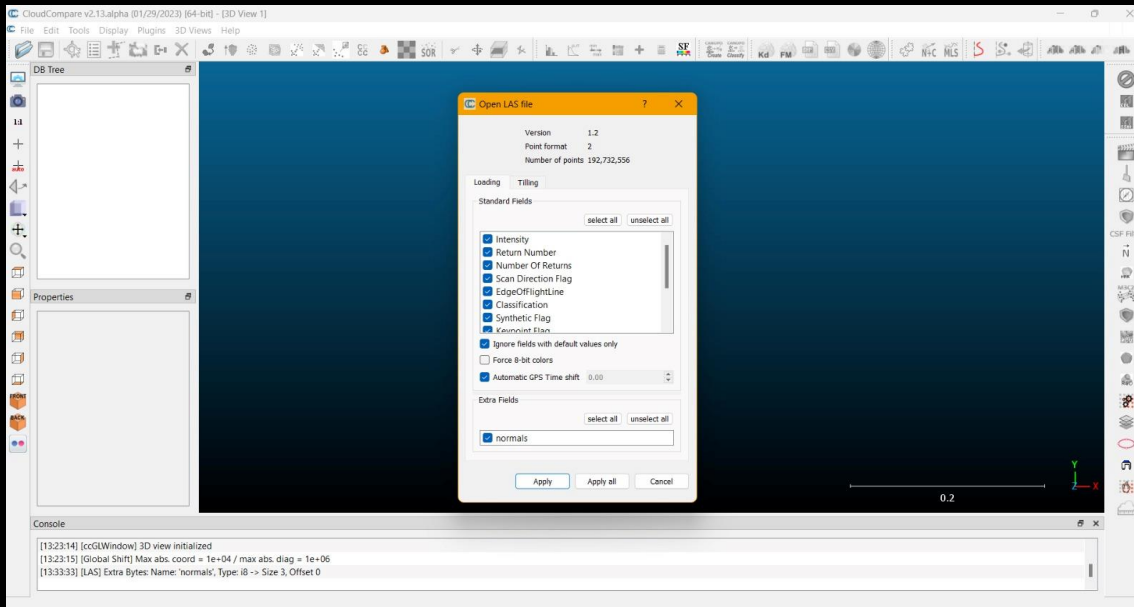 CloudCompare v2.13.alpha (01/29/2023) [64-bit] - [3D View 1]
File Edit Tools Display Plugins 3D Views Help
SOR
SF
Kd FM
N+C MLS
DB Tree
1:1
AUTO
Properties
FRONT
BACK
Open LAS file ? ×
Version 1.2
Point format 2
Number of points 192,732,556
Loading Tilling
Standard Fields
select all unselect all
Intensity
Return Number
Number Of Returns
Scan Direction Flag
EdgeOfFlightLine
Classification
Synthetic Flag
Keypoint Flag
Ignore fields with default values only
Force 8-bit colors
Automatic GPS Time shift 0.00
Extra Fields
select all unselect all
normals
Apply Apply all Cancel
CSF Fil
N
Y
Z X
0.2
Console
[13:23:14] [ccGLWindow] 3D view initialized
[13:23:15] [Global Shift] Max abs. coord = 1e+04 / max abs. diag = 1e+06
[13:33:33] [LAS] Extra Bytes: Name: 'normals', Type: i8 -> Size 3, Offset 0